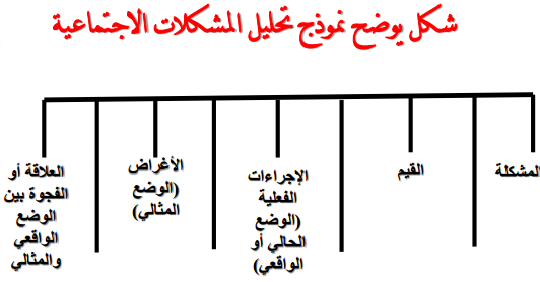 شكل يوضح نموذج تحليل المشكلات الاجتماعية
المشكلة
القيم
الإجراءات
الفعلية
(الوضع
الحالي أو
الواقعي)
الأغراض
(الوضع
المثالي)
العلاقة أو
الفجوة بين
الوضع
الواقعي
والمثالي